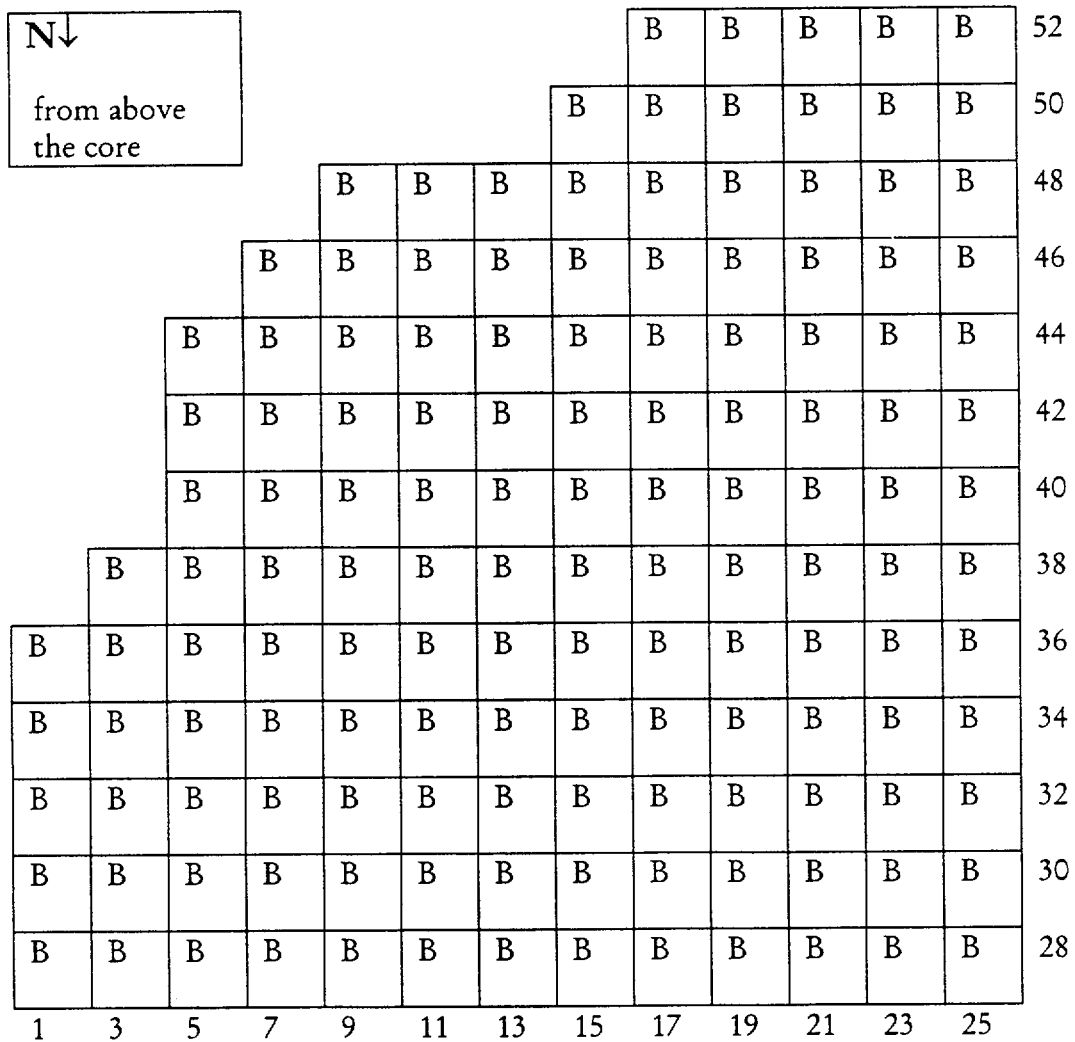 N↓
from above
the core
B B B B B 52
B B B B B B 50
B B B B B B B B B 48
B B B B B B B B B B 46
B B B B B B B B B B B 44
B B B B B B B B B B B 42
B B B B B B B B B B B 40
B B B B B B B B B B B B 38
B B B B B B B B B B B B B 36
B B B B B B B B B B B B B 34
B B B B B B B B B B B B B 32
B B B B B B B B B B B B B 30
B B B B B B B B B B B B B 28
1 3 5 7 9 11 13 15 17 19 21 23 25